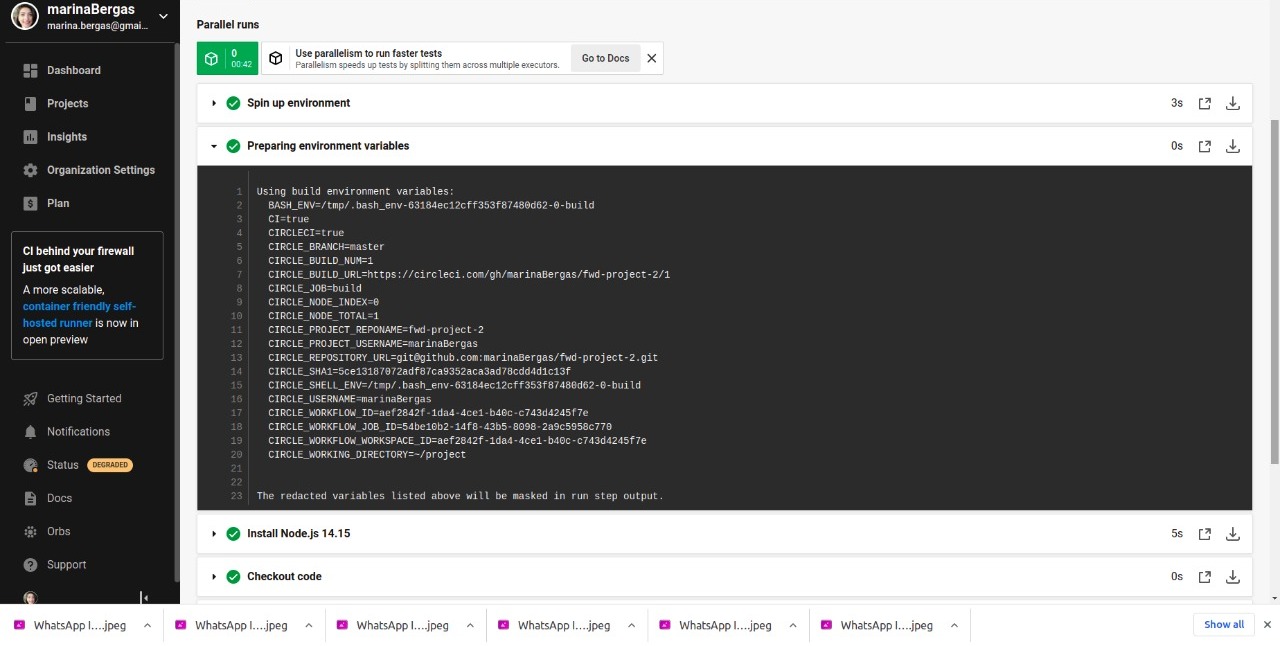 marinaBergas
marina.bergas@gmai...
Dashboard
Projects
Insights
Organization Settings
Plan
CI behind your firewall
just got easier
A more scalable,
container friendly self-
hosted runner is now in
open preview
Getting Started
Notifications
Status DEGRADED
Docs
Orbs
Support
Parallel runs
0
00:42
Use parallelism to run faster tests
Parallelism speeds up tests by splitting them across multiple executors.
Go to Docs
Spin up environment 3s
Preparing environment variables 0s
1 Using build environment variables:
2 BASH_ENV=/tmp/.bash_env-63184ec12cff353f87480d62-0-build
3 CI=true
4 CIRCLECI=true
5 CIRCLE_BRANCH=master
6 CIRCLE_BUILD_NUM=1
7 CIRCLE_BUILD_URL=https://circleci.com/gh/marinaBergas/fwd-project-2/1
8 CIRCLE_JOB=build
9 CIRCLE_NODE_INDEX=0
10 CIRCLE_NODE_TOTAL=1
11 CIRCLE_PROJECT_REPONAME=fwd-project-2
12 CIRCLE_PROJECT_USERNAME=marinaBergas
13 CIRCLE_REPOSITORY_URL=git@github.com:marinaBergas/fwd-project-2.git
14 CIRCLE_SHA1=5ce13187072adf87ca9352aca3ad78cdd4d1c13f
15 CIRCLE_SHELL_ENV=/tmp/.bash_env-63184ec12cff353f87480d62-0-build
16 CIRCLE_USERNAME=marinaBergas
17 CIRCLE_WORKFLOW_ID=aef2842f-1da4-4ce1-b40c-c743d4245f7e
18 CIRCLE_WORKFLOW_JOB_ID=54be10b2-14f8-43b5-8098-2a9c5958c770
19 CIRCLE_WORKFLOW_WORKSPACE_ID=aef2842f-1da4-4ce1-b40c-c743d4245f7e
20 CIRCLE_WORKING_DIRECTORY=~/project
21
22
23 The redacted variables listed above will be masked in run step output.
Install Node.js 14.15 5s
Checkout code 0s
WhatsApp I....jpeg WhatsApp I....jpeg WhatsApp I....jpeg WhatsApp I....jpeg WhatsApp I....jpeg WhatsApp I....jpeg Show all